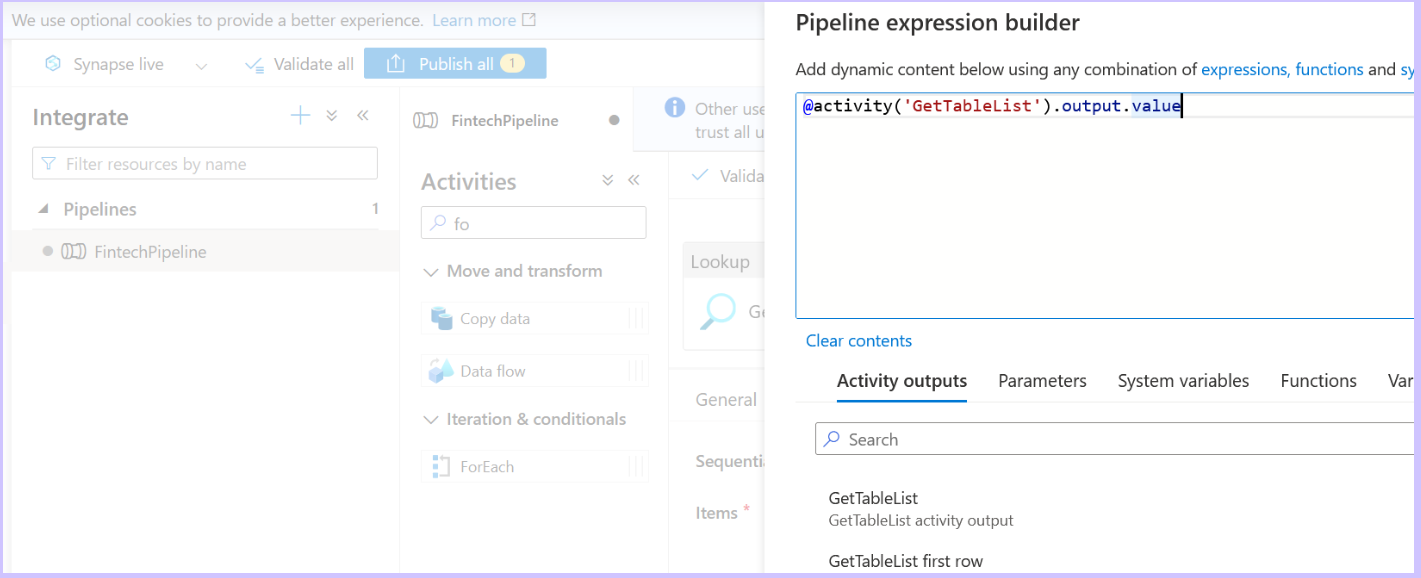 We use optional cookies to provide a better experience. Learn more
Synapse live
Validate all
Publish all 1
Integrate
Filter resources by name
Pipelines 1
FintechPipeline
FintechPipeline
Other use
trust all u
Activities
fo
Move and transform
Copy data
Data flow
Iteration & conditionals
ForEach
Valida
Lookup
Ge
General
Sequenti
Items *
Pipeline expression builder
Add dynamic content below using any combination of expressions, functions and sy
@activity('GetTableList').output.value
Clear contents
Activity outputs Parameters System variables Functions Var
Search
GetTableList
GetTableList activity output
GetTableList first row